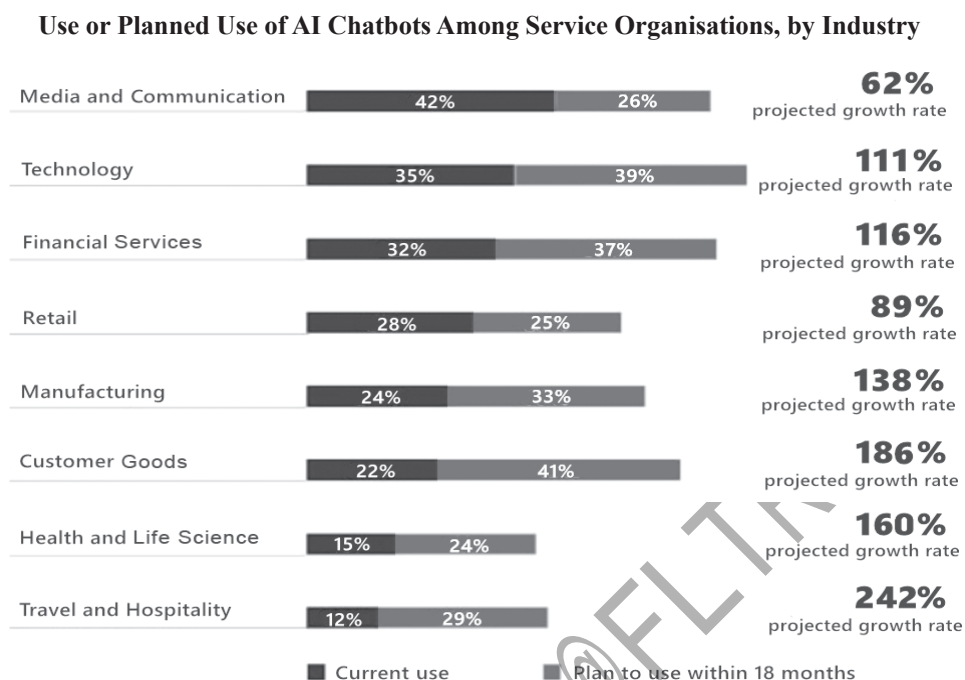 Use or Planned Use of AI Chatbots Among Service Organisations, by Industry
Media and Communication 42% 26% 62%
projected growth rate
Technology 35% 39% 111%
projected growth rate
Financial Services 32% 37% 116%
projected growth rate
Retail 28% 25% 89%
projected growth rate
Manufacturing 24% 33% 138%
projected growth rate
Customer Goods 22% 41% 186%
projected growth rate
Health and Life Science 15% 24% 160%
projected growth rate
Travel and Hospitality 12% 29% 242%
projected growth rate
Current use Plan to use within 18 months